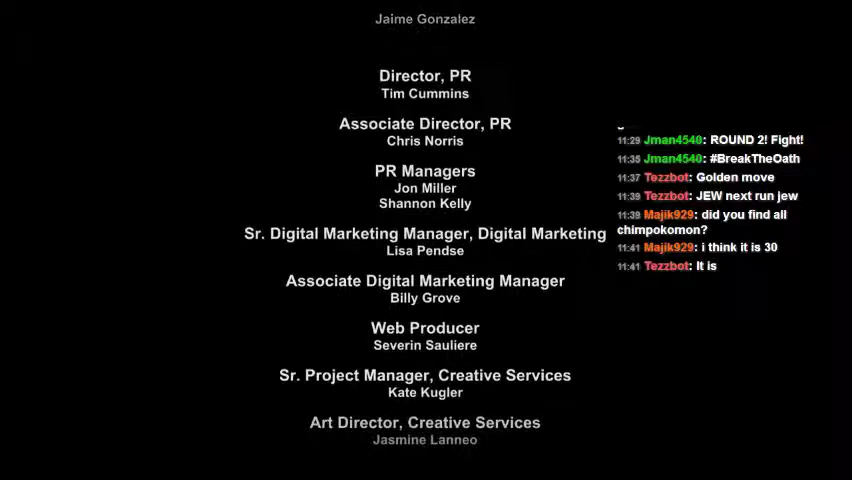 Jaime Gonzalez
Director, PR
Tim Cummins
Associate Director, PR
Chris Norris
PR Managers
Jon Miller
Shannon Kelly
Sr. Digital Marketing Manager, Digital Marketing
Lisa Pendse
Associate Digital Marketing Manager
Billy Grove
Web Producer
Severin Sauliere
Sr. Project Manager, Creative Services
Kate Kugler
Art Director, Creative Services
Jasmine Lanneo
11:29 Jman4540: ROUND 2! Fight!
11:35 Jman4540: #BreakTheOath
11:37 Tezzbot: Golden move
11:39 Tezzbot: JEW next run jew
11:39 Majik929: did you find all
chimpokomon?
11:41 Majik929: i think it is 30
11:41 Tezzbot: It is